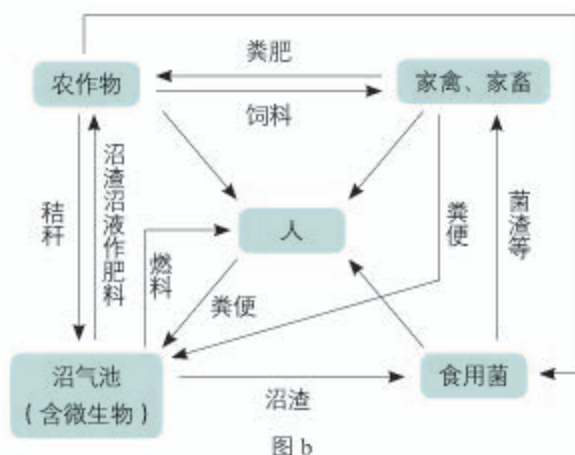 粪肥
农作物
家禽、家畜
饲料
秸秆
沼渣沼液作肥料
燃料
人
粪便
粪便
菌渣等
沼气池
（含微生物）
沼渣
食用菌
图 b